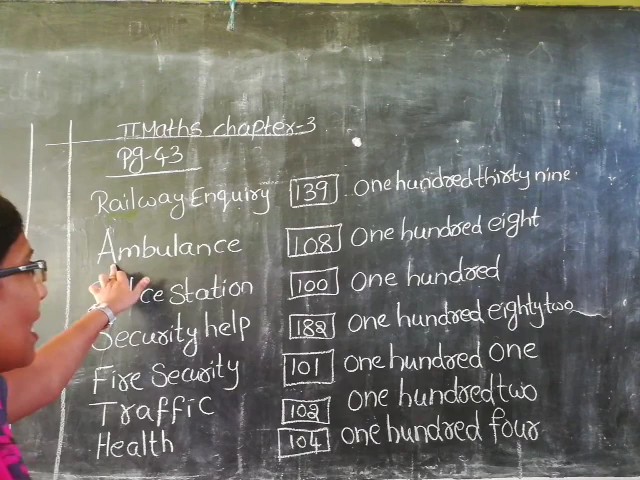 II Maths chapter-3
Pg-43
Railway Enquiry 139 One hundred thirty nine
Ambulance 108 One hundred eight
ce Station 100 One hundred
Security help 182 One hundred eighty two
Fire Security 101 One hundred One
Traffic 102 One hundred two
Health 104 One hundred four